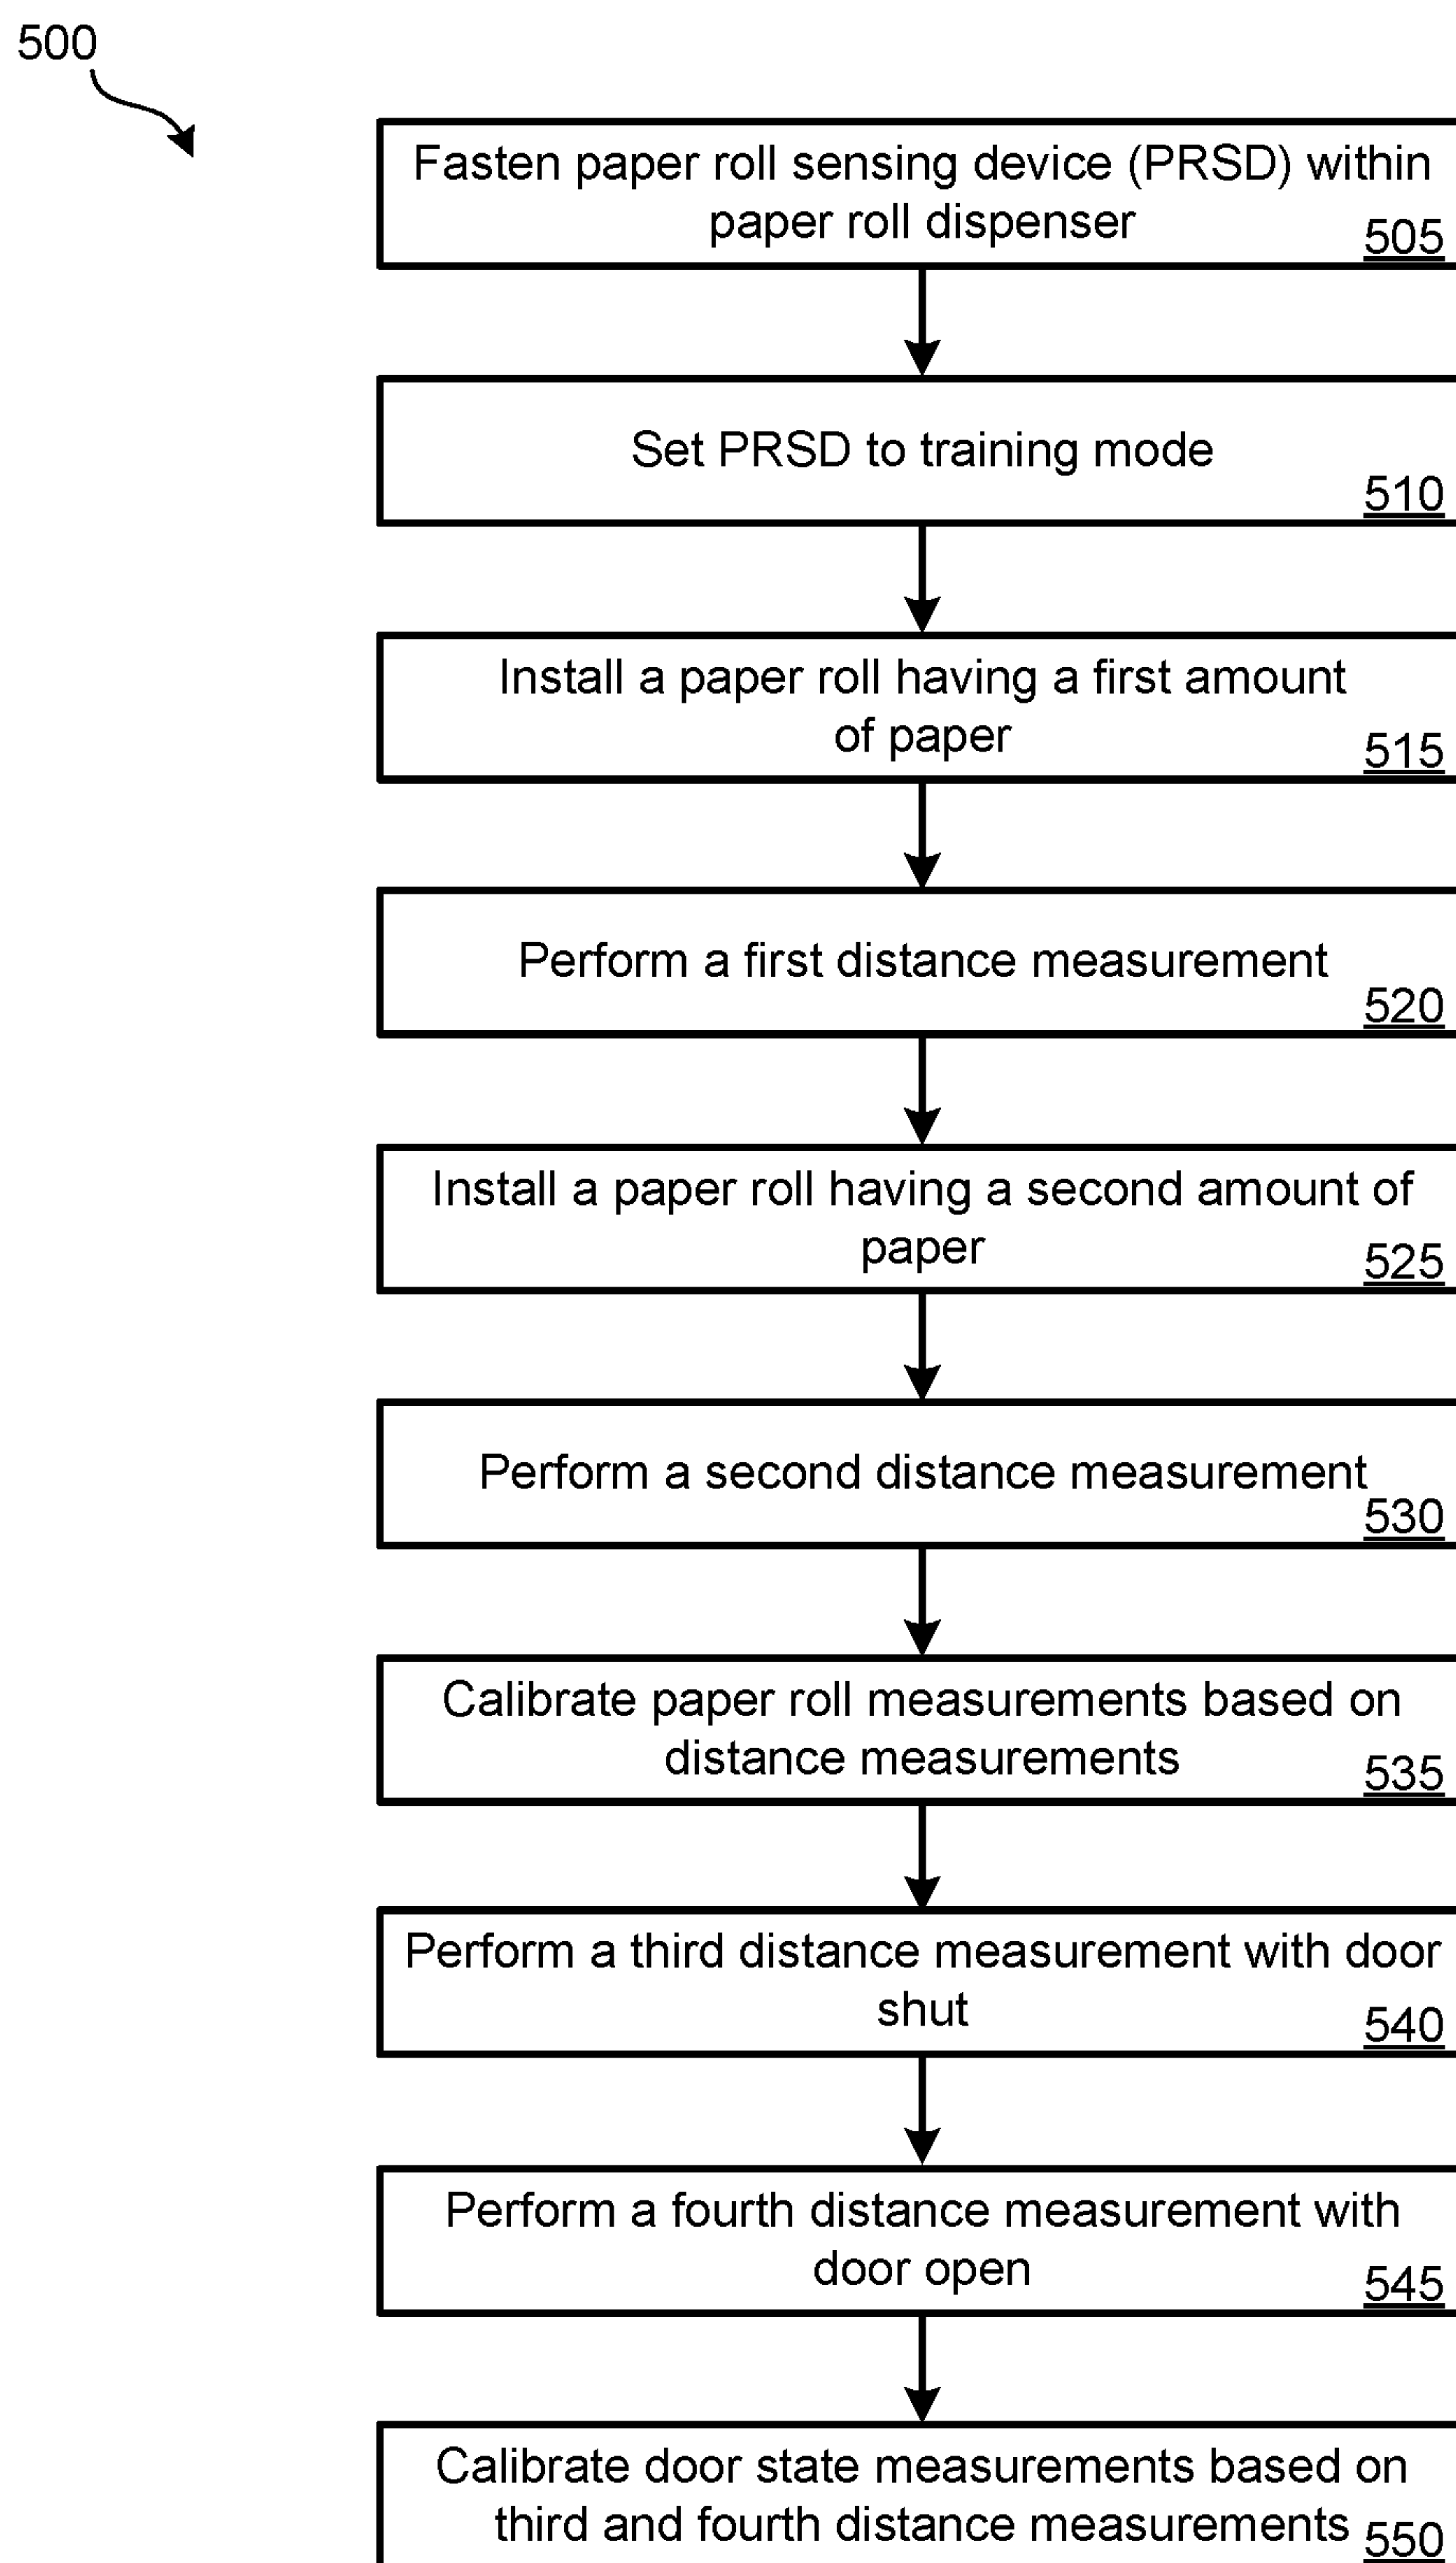 500
Fasten paper roll sensing device (PRSD) within
paper roll dispenser
505
Set PRSD to training mode
510
Install a paper roll having a first amount
of paper
515
Perform a first distance measurement
520
Install a paper roll having a second amount of
paper
525
Perform a second distance measurement
530
Calibrate paper roll measurements based on
distance measurements
535
Perform a third distance measurement with door
shut
540
Perform a fourth distance measurement with
door open
545
Calibrate door state measurements based on
third and fourth distance measurements
550